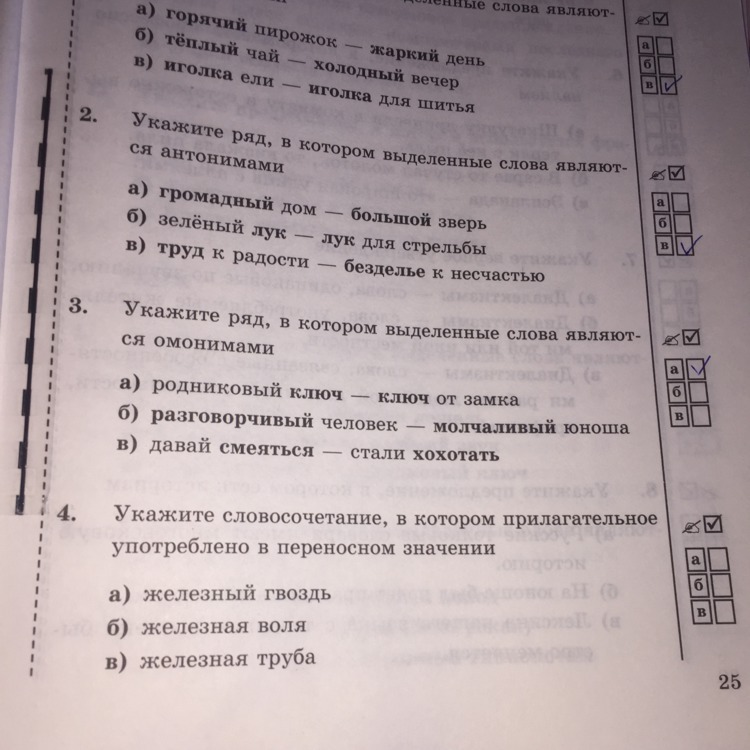 деленные слова являют-
а) горячий пирожок — жаркий день
б) тёплый чай — холодный вечер
в) иголка ели — иголка для шитья
а
б
в
2. Укажите ряд, в котором выделенные слова являют-
ся антонимами
а) громадный дом — большой зверь
б) зелёный лук — лук для стрельбы
в) труд к радости — безделье к несчастью
а
б
в
3. Укажите ряд, в котором выделенные слова являют-
ся омонимами
а) родниковый ключ — ключ от замка
б) разговорчивый человек — молчаливый юноша
в) давай смеяться — стали хохотать
а
б
в
4. Укажите словосочетание, в котором прилагательное
употреблено в переносном значении
а) железный гвоздь
б) железная воля
в) железная труба
а
б
в
25